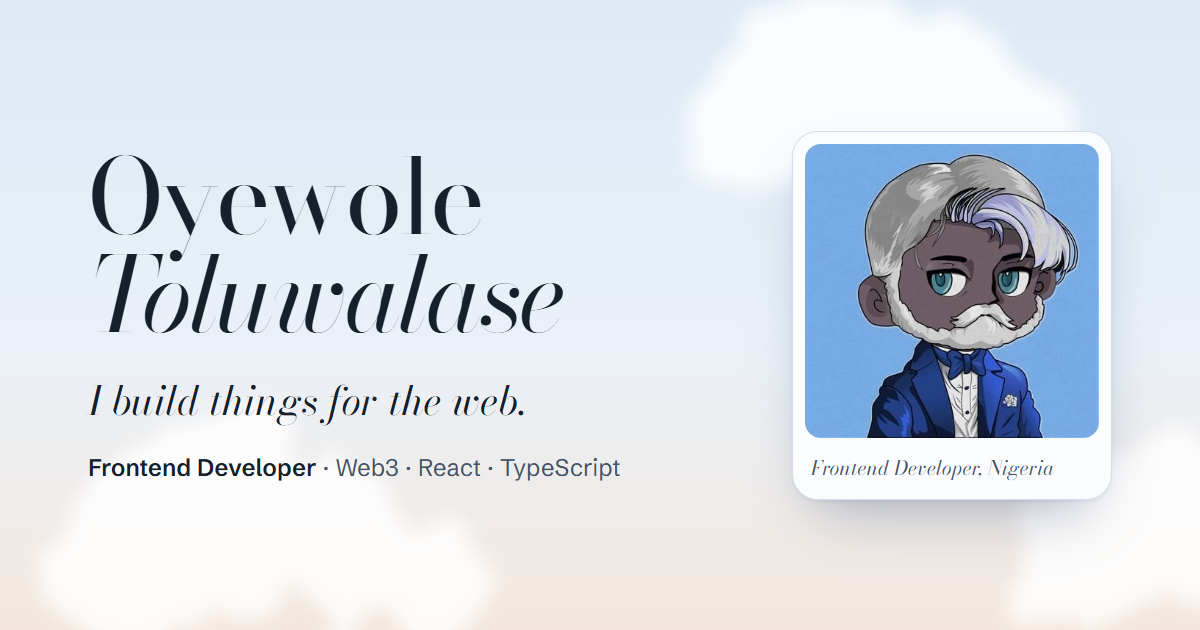 Oyewole
Toluwalase
I build things for the web.
Frontend Developer · Web3 · React · TypeScript
Frontend Developer, Nigeria